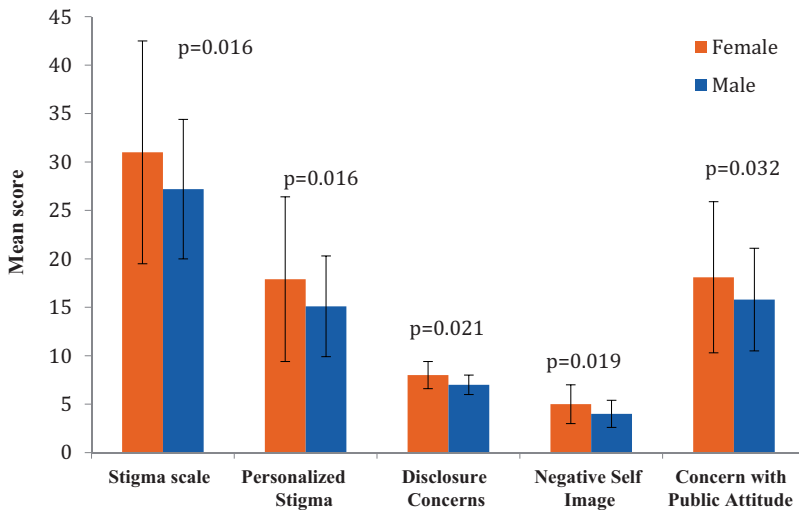 45
40
35
30
25
20
15
10
5
0
Mean score
p=0.016
p=0.016
p=0.021
p=0.019
p=0.032
Female
Male
Stigma scale
Personalized
Stigma
Disclosure
Concerns
Negative Self
Image
Concern with
Public Attitude